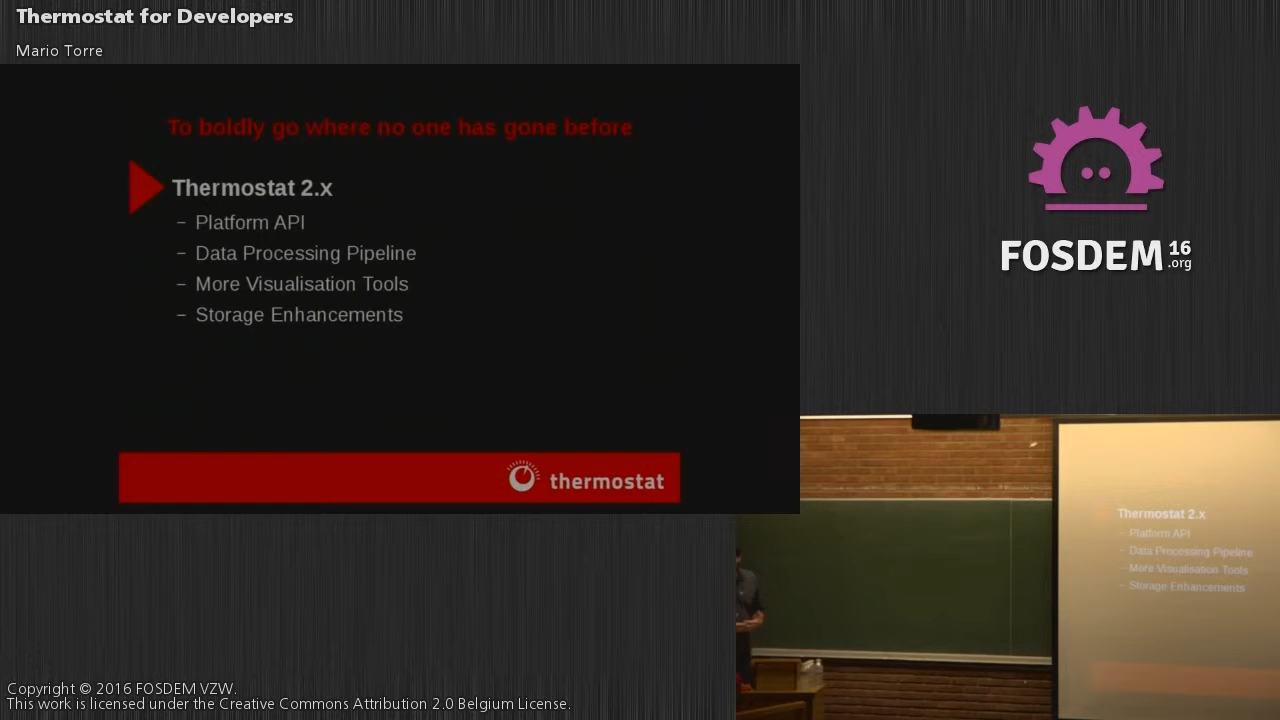 Thermostat for Developers
Mario Torre
To boldly go where no one has gone before
Thermostat 2.x
– Platform API
– Data Processing Pipeline
– More Visualisation Tools
– Storage Enhancements
thermostat
FOSDEM 16 .org
Thermostat 2.x
– Platform API
– Data Processing Pipeline
– More Visualisation Tools
– Storage Enhancements
Copyright © 2016 FOSDEM VZW.
This work is licensed under the Creative Commons Attribution 2.0 Belgium License.